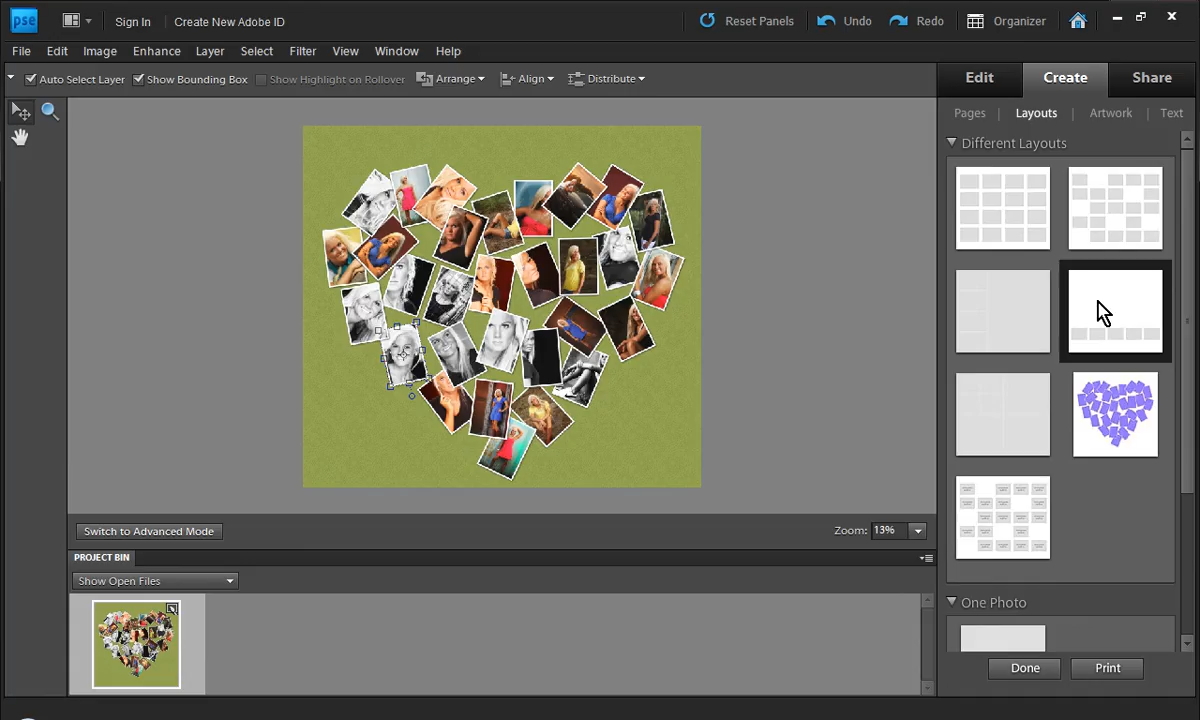 pse Sign In Create New Adobe ID Reset Panels Undo Redo Organizer
File Edit Image Enhance Layer Select Filter View Window Help
Auto Select Layer Show Bounding Box Show Highlight on Rollover Arrange Align Distribute
Edit Create Share
Pages | Layouts | Artwork | Text
Different Layouts
One Photo
Switch to Advanced Mode Zoom: 13%
PROJECT BIN
Show Open Files
Done Print